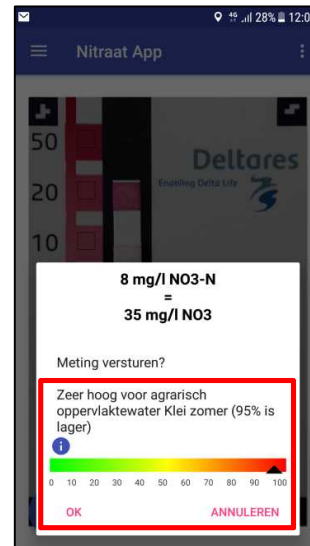 4G 28% 12:0
Nitraat App
50
20
10
Deltares
Enabling Delta Life
8 mg/l NO3-N
=
35 mg/l NO3
Meting versturen?
Zeer hoog voor agrarisch
oppervlaktewater Klei zomer (95% is
lager)
i
0 10 20 30 40 50 60 70 80 90 100
OK ANNULEREN